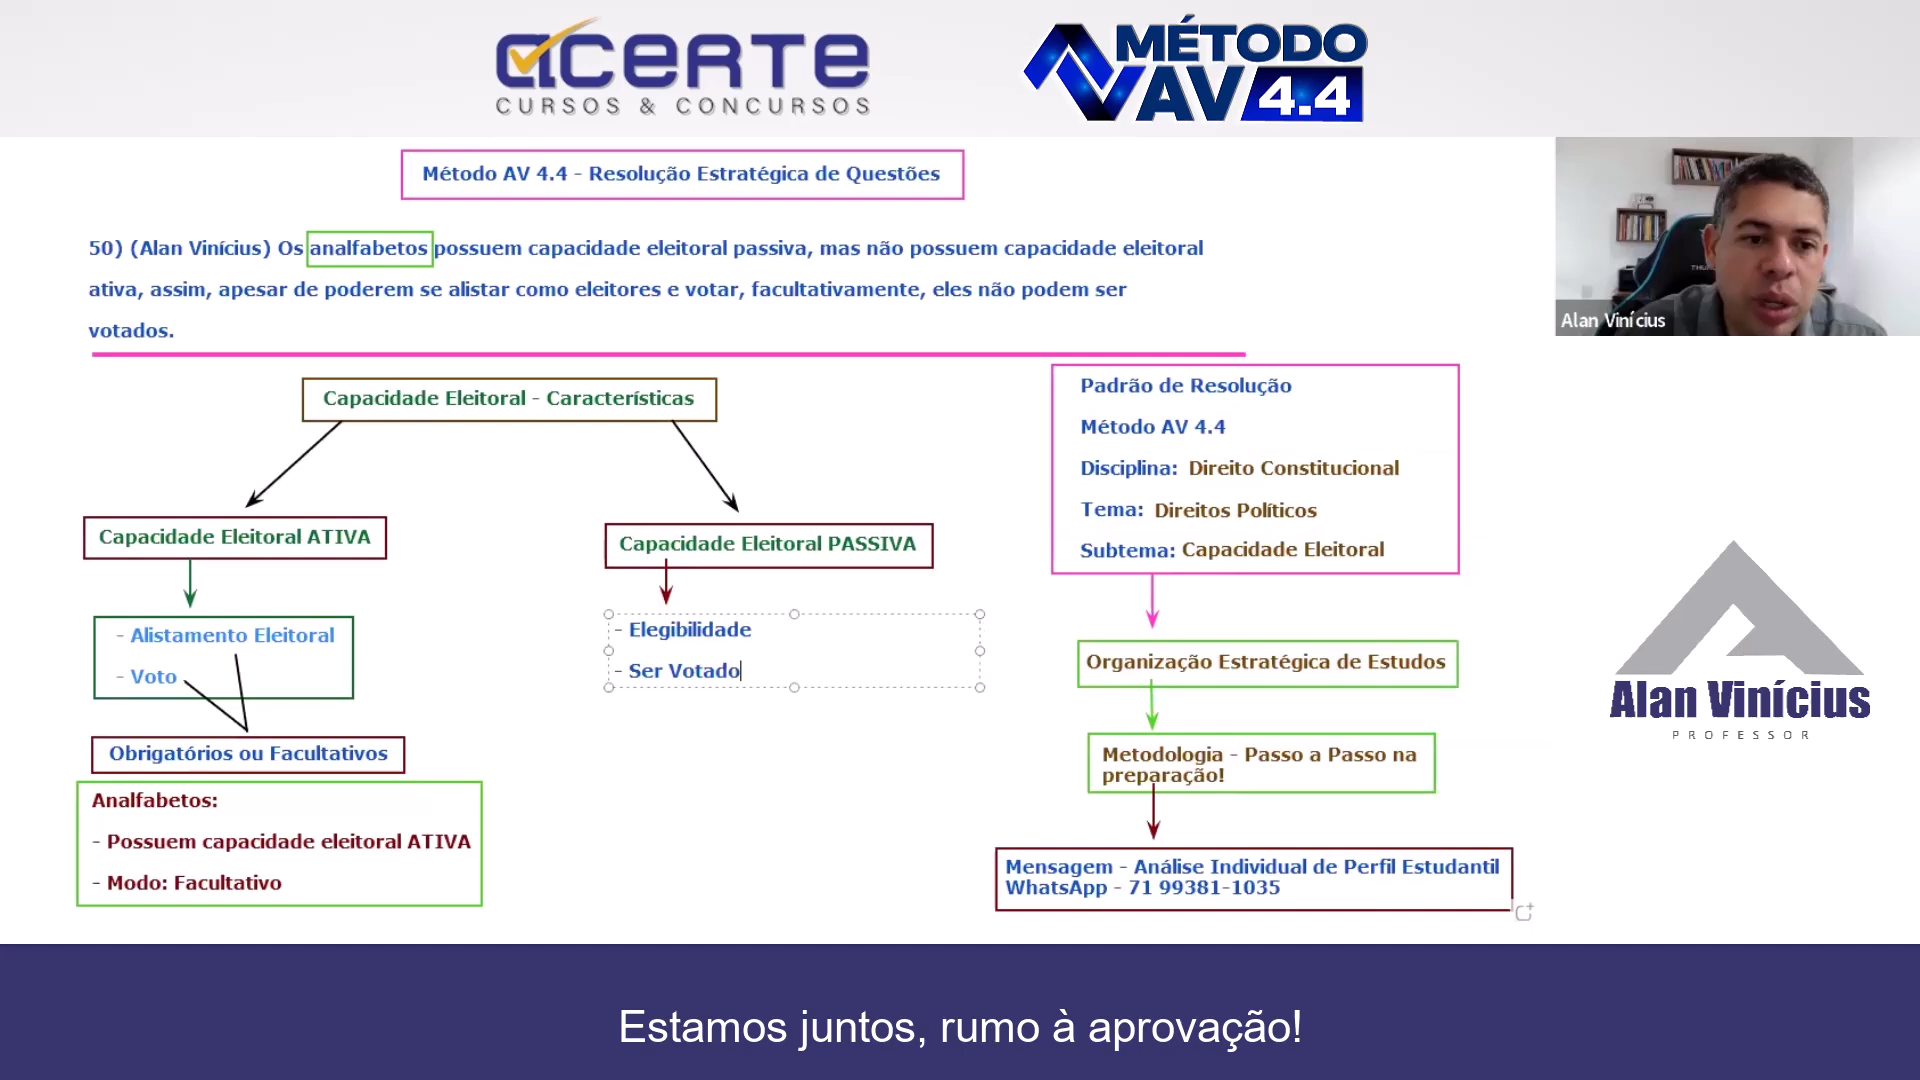 acerte
CURSOS & CONCURSOS
MÉTODO
AV 4.4
Método AV 4.4 - Resolução Estratégica de Questões
50) (Alan Vinícius) Os analfabetos possuem capacidade eleitoral passiva, mas não possuem capacidade eleitoral
ativa, assim, apesar de poderem se alistar como eleitores e votar, facultativamente, eles não podem ser
votados.
Alan Vinícius
Capacidade Eleitoral - Características
Capacidade Eleitoral ATIVA
- Alistamento Eleitoral
- Voto
Obrigatórios ou Facultativos
Analfabetos:
- Possuem capacidade eleitoral ATIVA
- Modo: Facultativo
Capacidade Eleitoral PASSIVA
- Elegibilidade
- Ser Votado
Padrão de Resolução
Método AV 4.4
Disciplina: Direito Constitucional
Tema: Direitos Políticos
Subtema: Capacidade Eleitoral
Organização Estratégica de Estudos
Metodologia - Passo a Passo na
preparação!
Mensagem - Análise Individual de Perfil Estudantil
WhatsApp - 71 99381-1035
Alan Vinícius
PROFESSOR
Estamos juntos, rumo à aprovação!